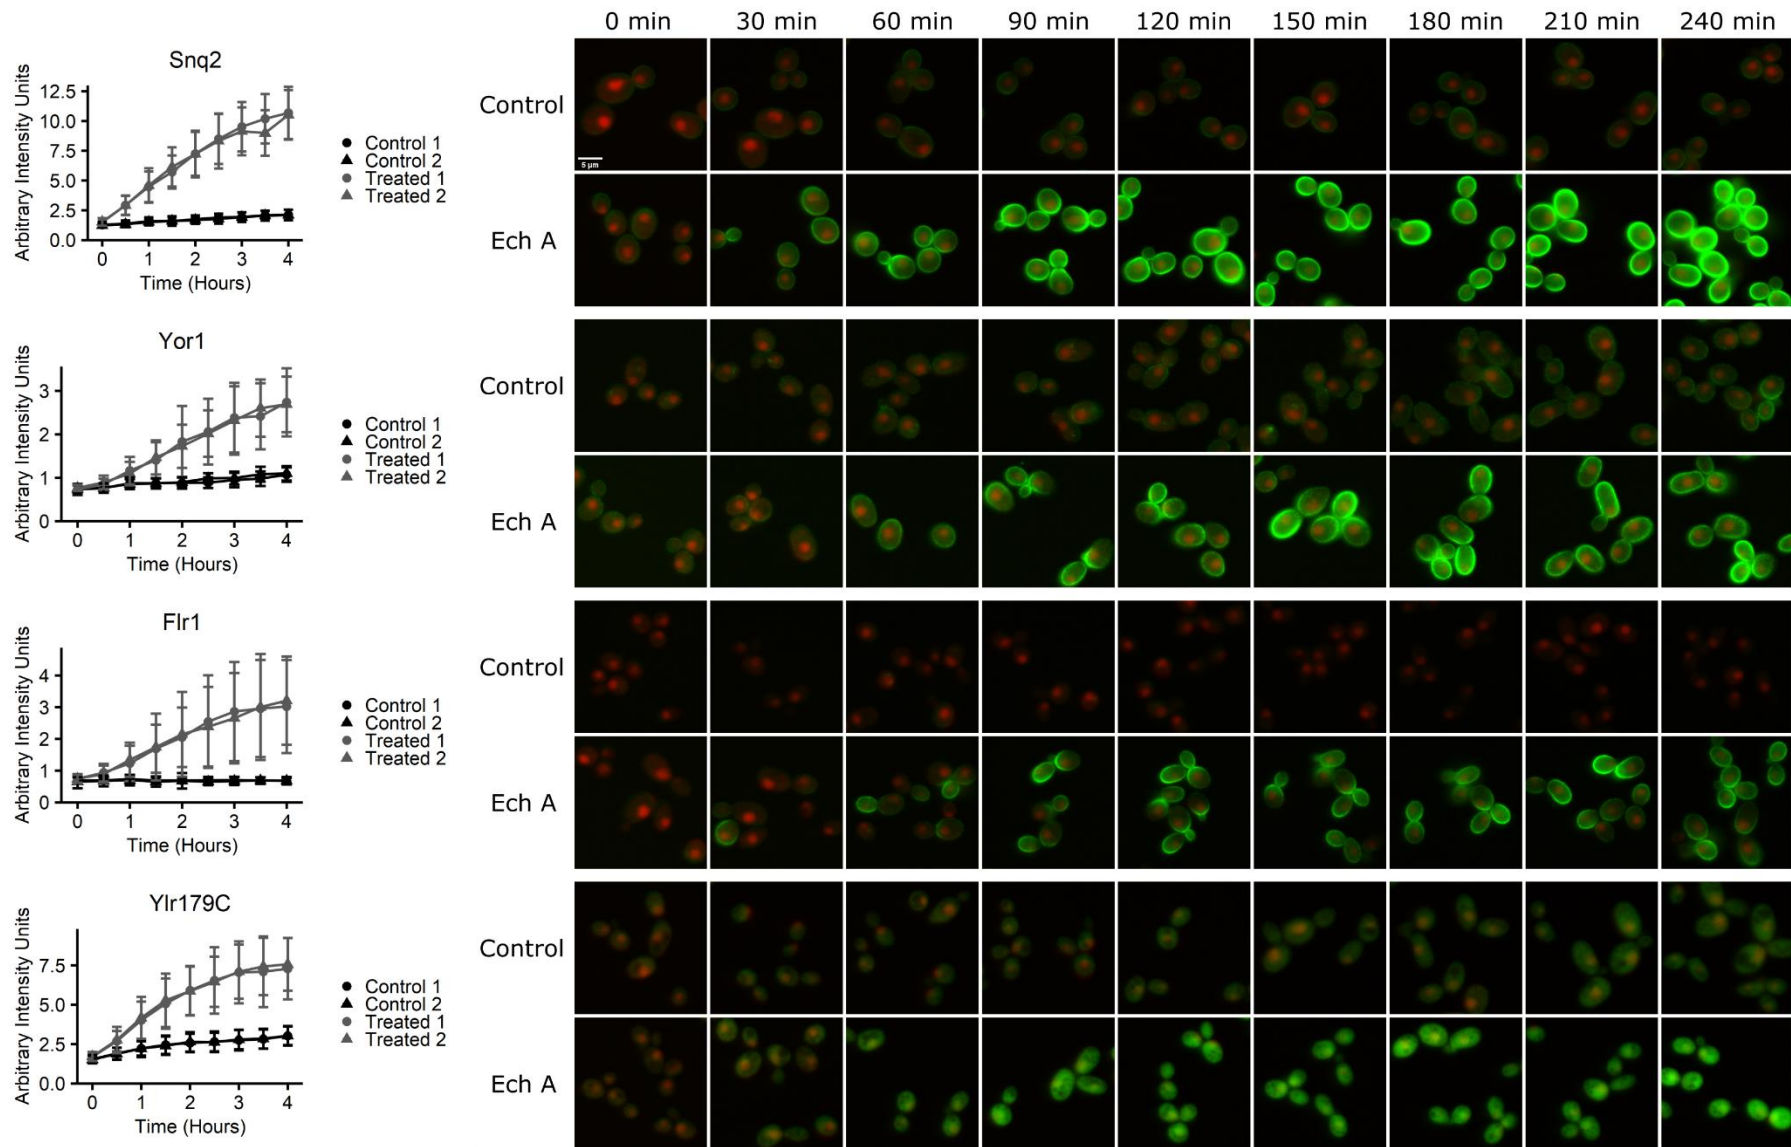 0 min 30 min 60 min 90 min 120 min 150 min 180 min 210 min 240 min
Snq2
Arbitrary Intensity Units
12.5
10.0
7.5
5.0
2.5
0.0
0 1 2 3 4
Time (Hours)
Control 1
Control 2
Treated 1
Treated 2
Control
5 µm
Ech A
Yor1
Arbitrary Intensity Units
3
2
1
0
0 1 2 3 4
Time (Hours)
Control 1
Control 2
Treated 1
Treated 2
Control
Ech A
Flr1
Arbitrary Intensity Units
4
3
2
1
0
0 1 2 3 4
Time (Hours)
Control 1
Control 2
Treated 1
Treated 2
Control
Ech A
Ylr179C
Arbitrary Intensity Units
7.5
5.0
2.5
0.0
0 1 2 3 4
Time (Hours)
Control 1
Control 2
Treated 1
Treated 2
Control
Ech A